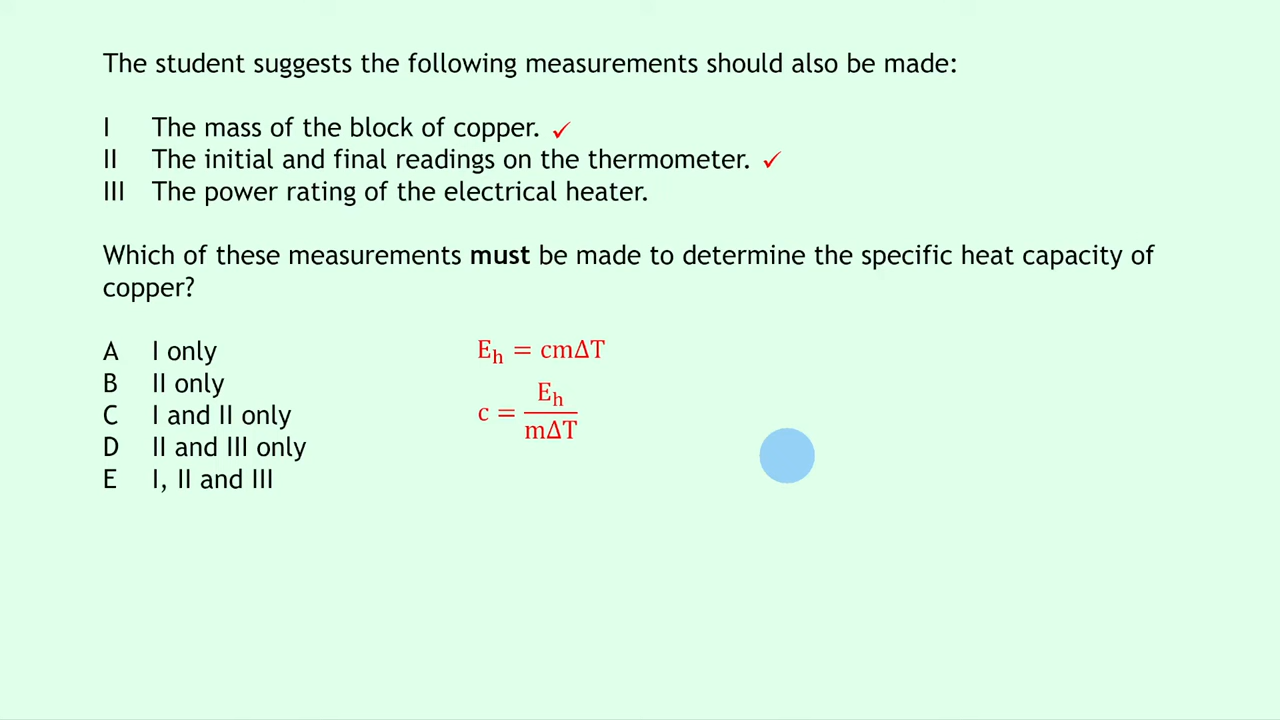 The student suggests the following measurements should also be made:
I The mass of the block of copper. ✓
II The initial and final readings on the thermometer. ✓
III The power rating of the electrical heater.
Which of these measurements must be made to determine the specific heat capacity of
copper?
A I only
B II only
C I and II only
D II and III only
E I, II and III
Eₕ = cmΔT
c = Eₕ/mΔT